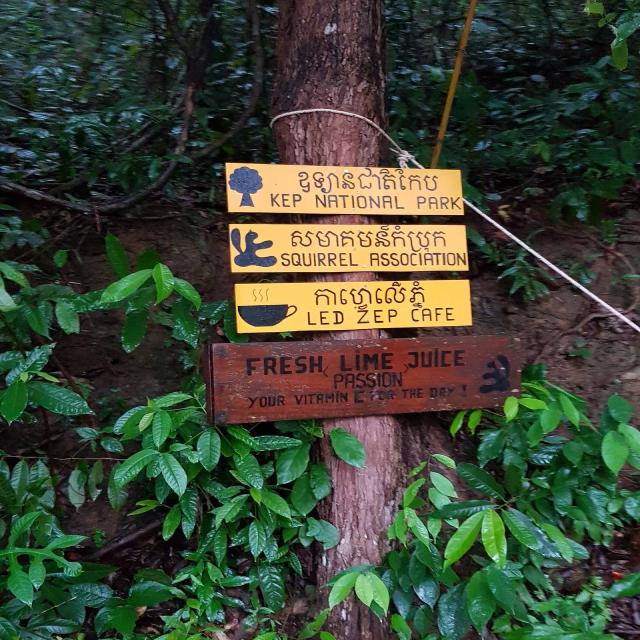 ឧទ្យានជាតិកែប
KEP NATIONAL PARK
សមាគមន៏កំប្រុក
SQUIRREL ASSOCIATION
កាហ្វេលើភ្នំ
LED ZEP CAFE
FRESH LIME JUICE
PASSION
YOUR VITAMIN C FOR THE DAY !